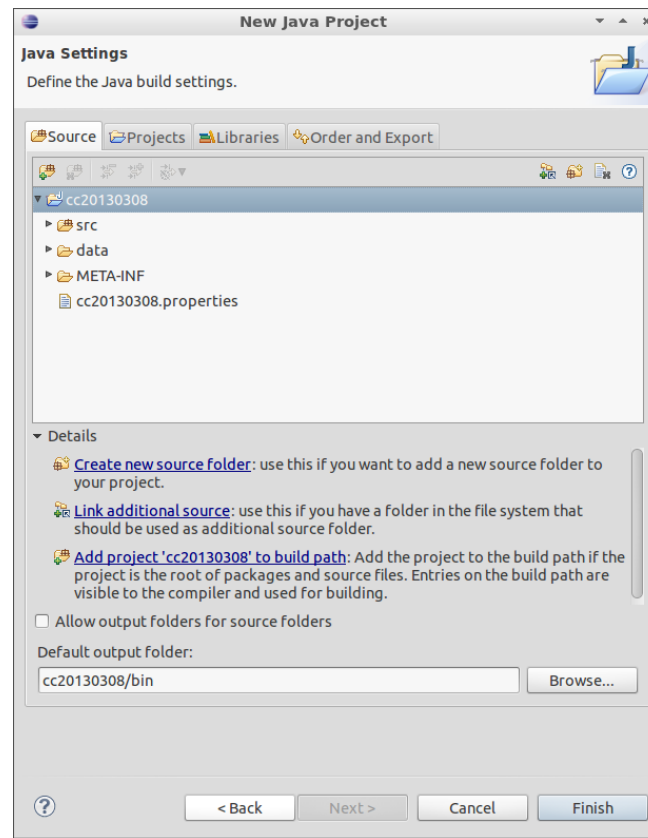 New Java Project
Java Settings
Define the Java build settings.
Source Projects Libraries Order and Export
cc20130308
src
data
META-INF
cc20130308.properties
Details
Create new source folder: use this if you want to add a new source folder to
your project.
Link additional source: use this if you have a folder in the file system that
should be used as additional source folder.
Add project 'cc20130308' to build path: Add the project to the build path if the
project is the root of packages and source files. Entries on the build path are
visible to the compiler and used for building.
Allow output folders for source folders
Default output folder:
cc20130308/bin Browse...
< Back Next > Cancel Finish